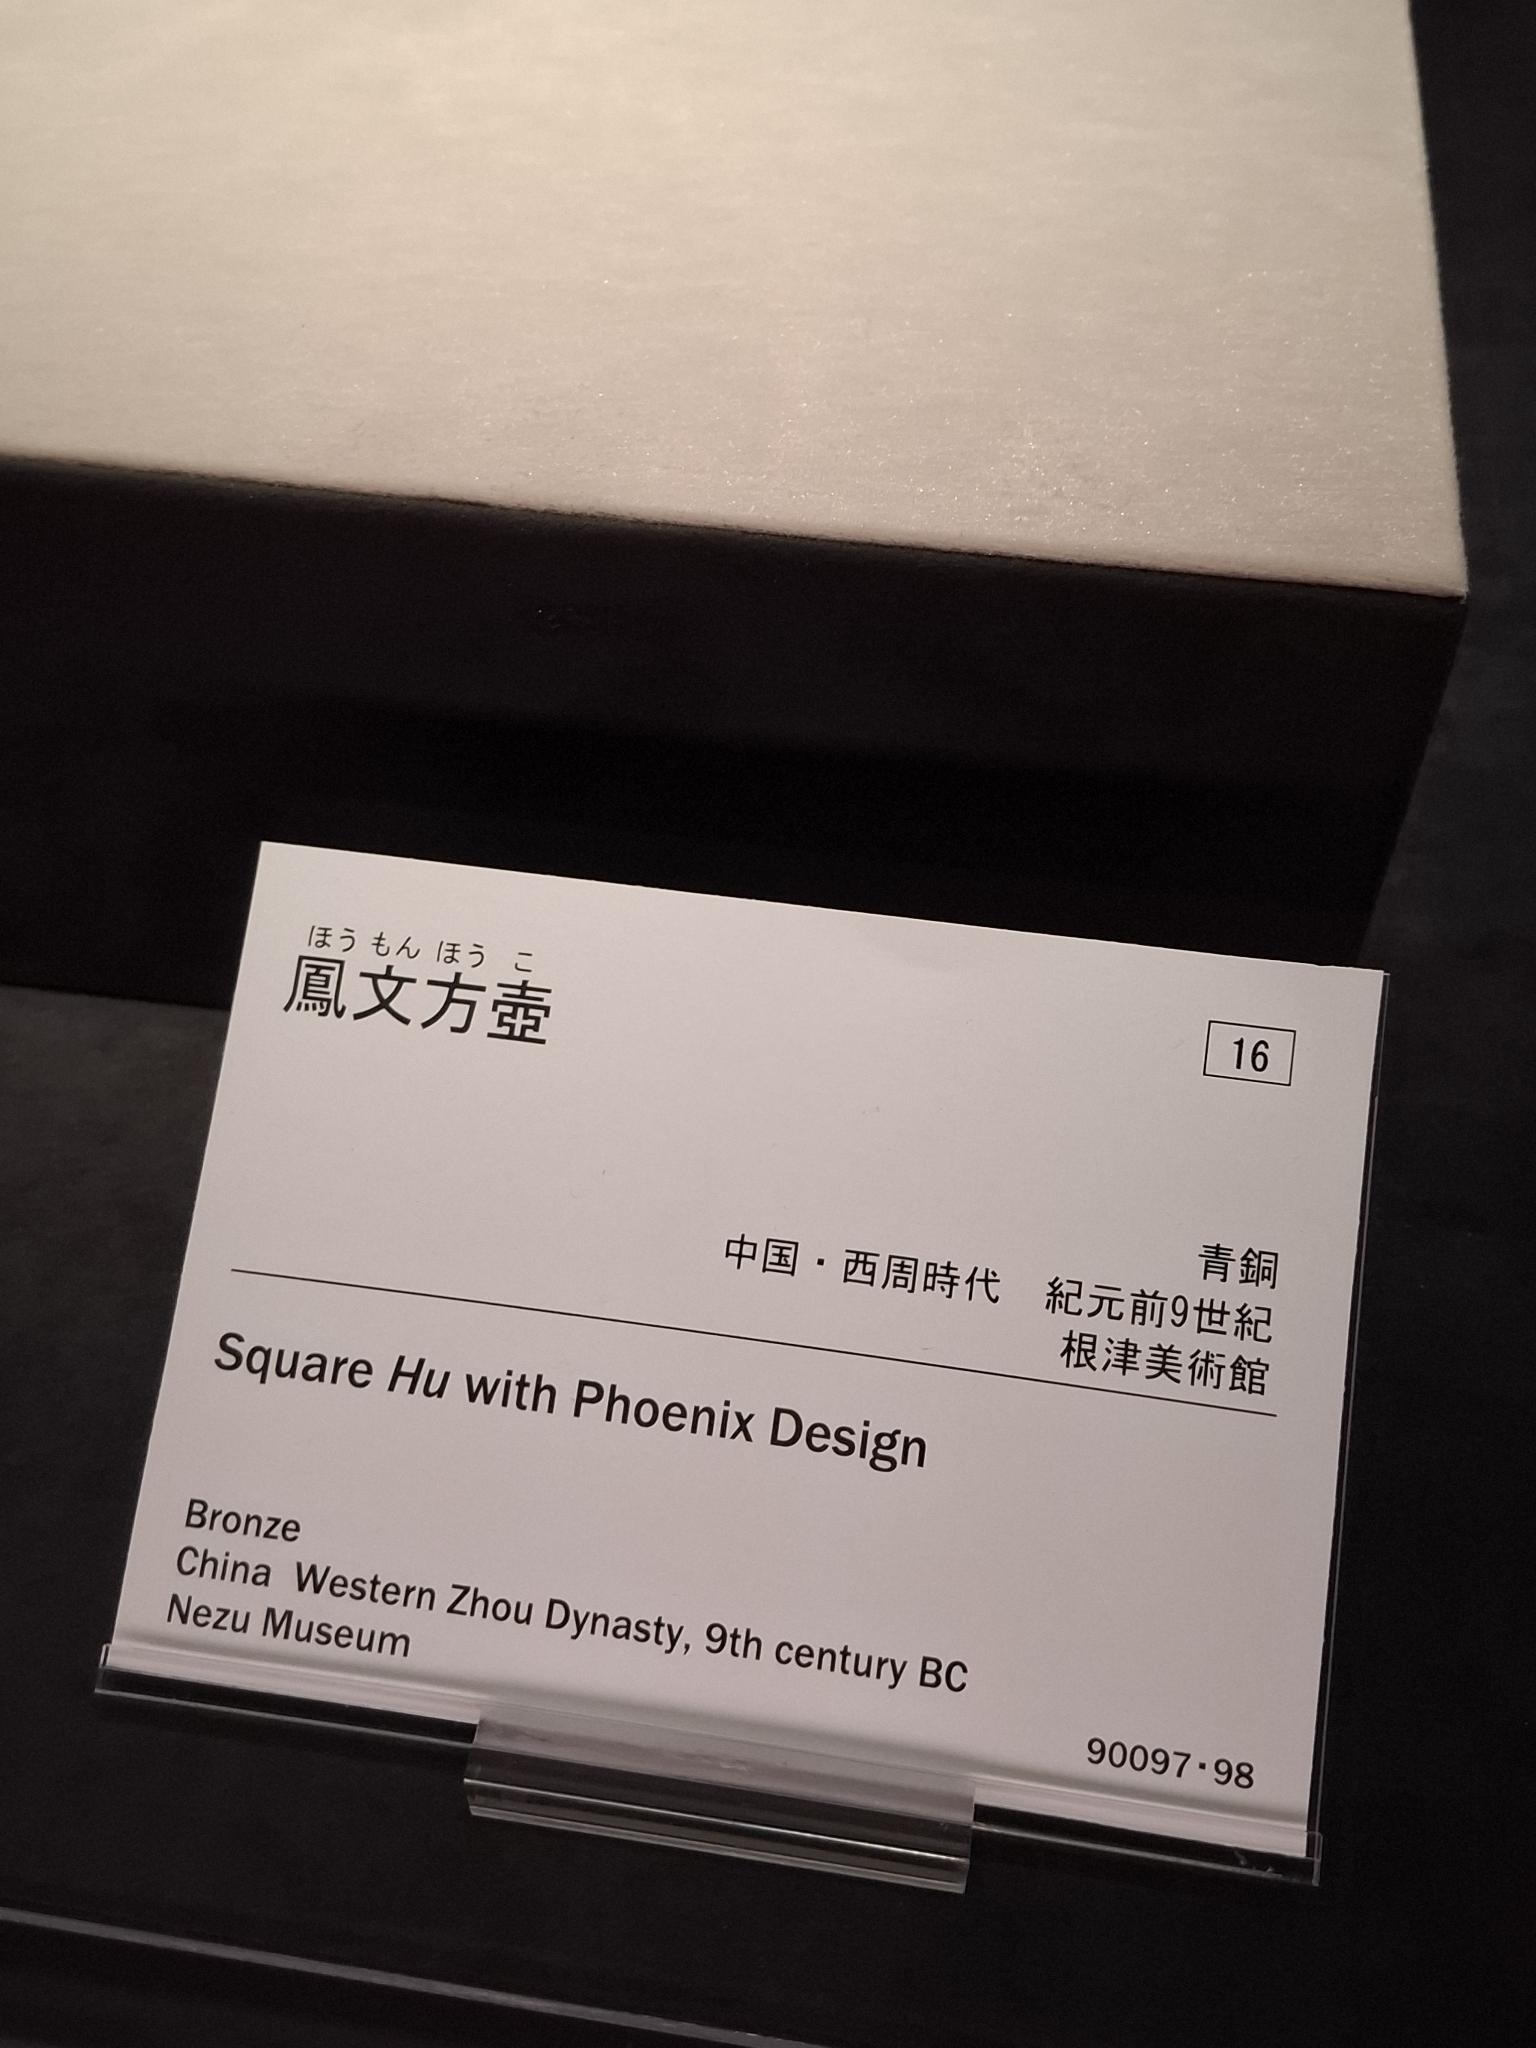 ほう もん ほう こ
鳳文方壺
16
青銅
中国・西周時代　紀元前9世紀
根津美術館
Square Hu with Phoenix Design
Bronze
China  Western Zhou Dynasty, 9th century BC
Nezu Museum
90097・98